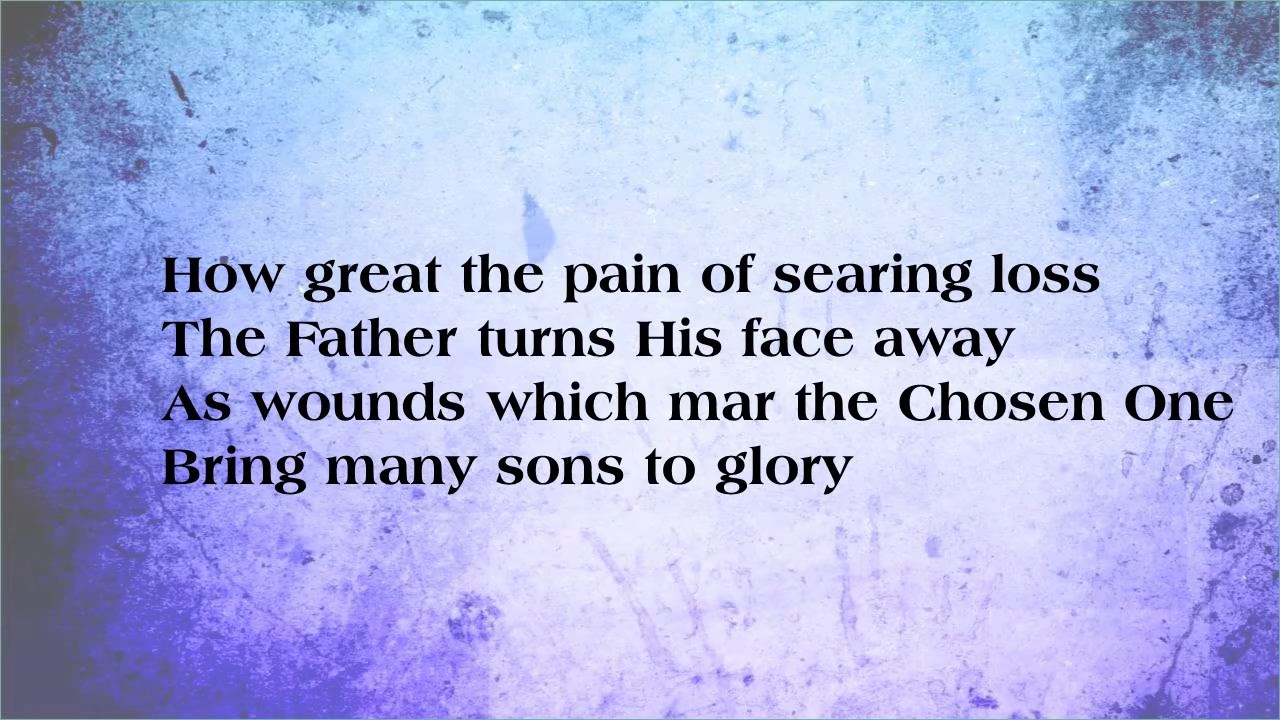 How great the pain of searing loss
The Father turns His face away
As wounds which mar the Chosen One
Bring many sons to glory